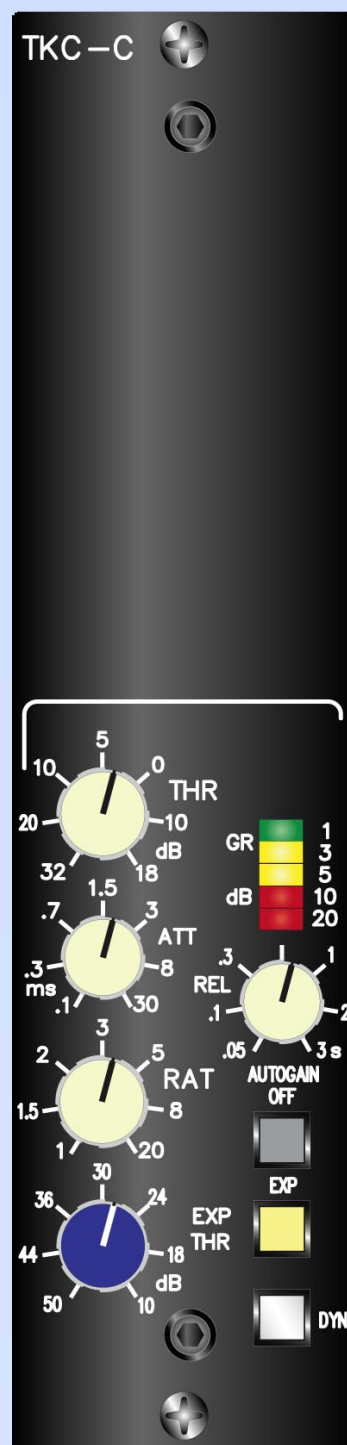 TKC-C
5
10 0
THR
20 10
dB
32 18
1.5
.7 3
ATT
.3 8
ms
.1 30
3
2 5
RAT
1.5 8
1 20
30
36 24
EXP
THR
44 18
dB
50 10
1
GR 3
5
dB 10
20
.3 1
REL
.1 2
.05 3 s
AUTOGAIN
OFF
EXP
DYN